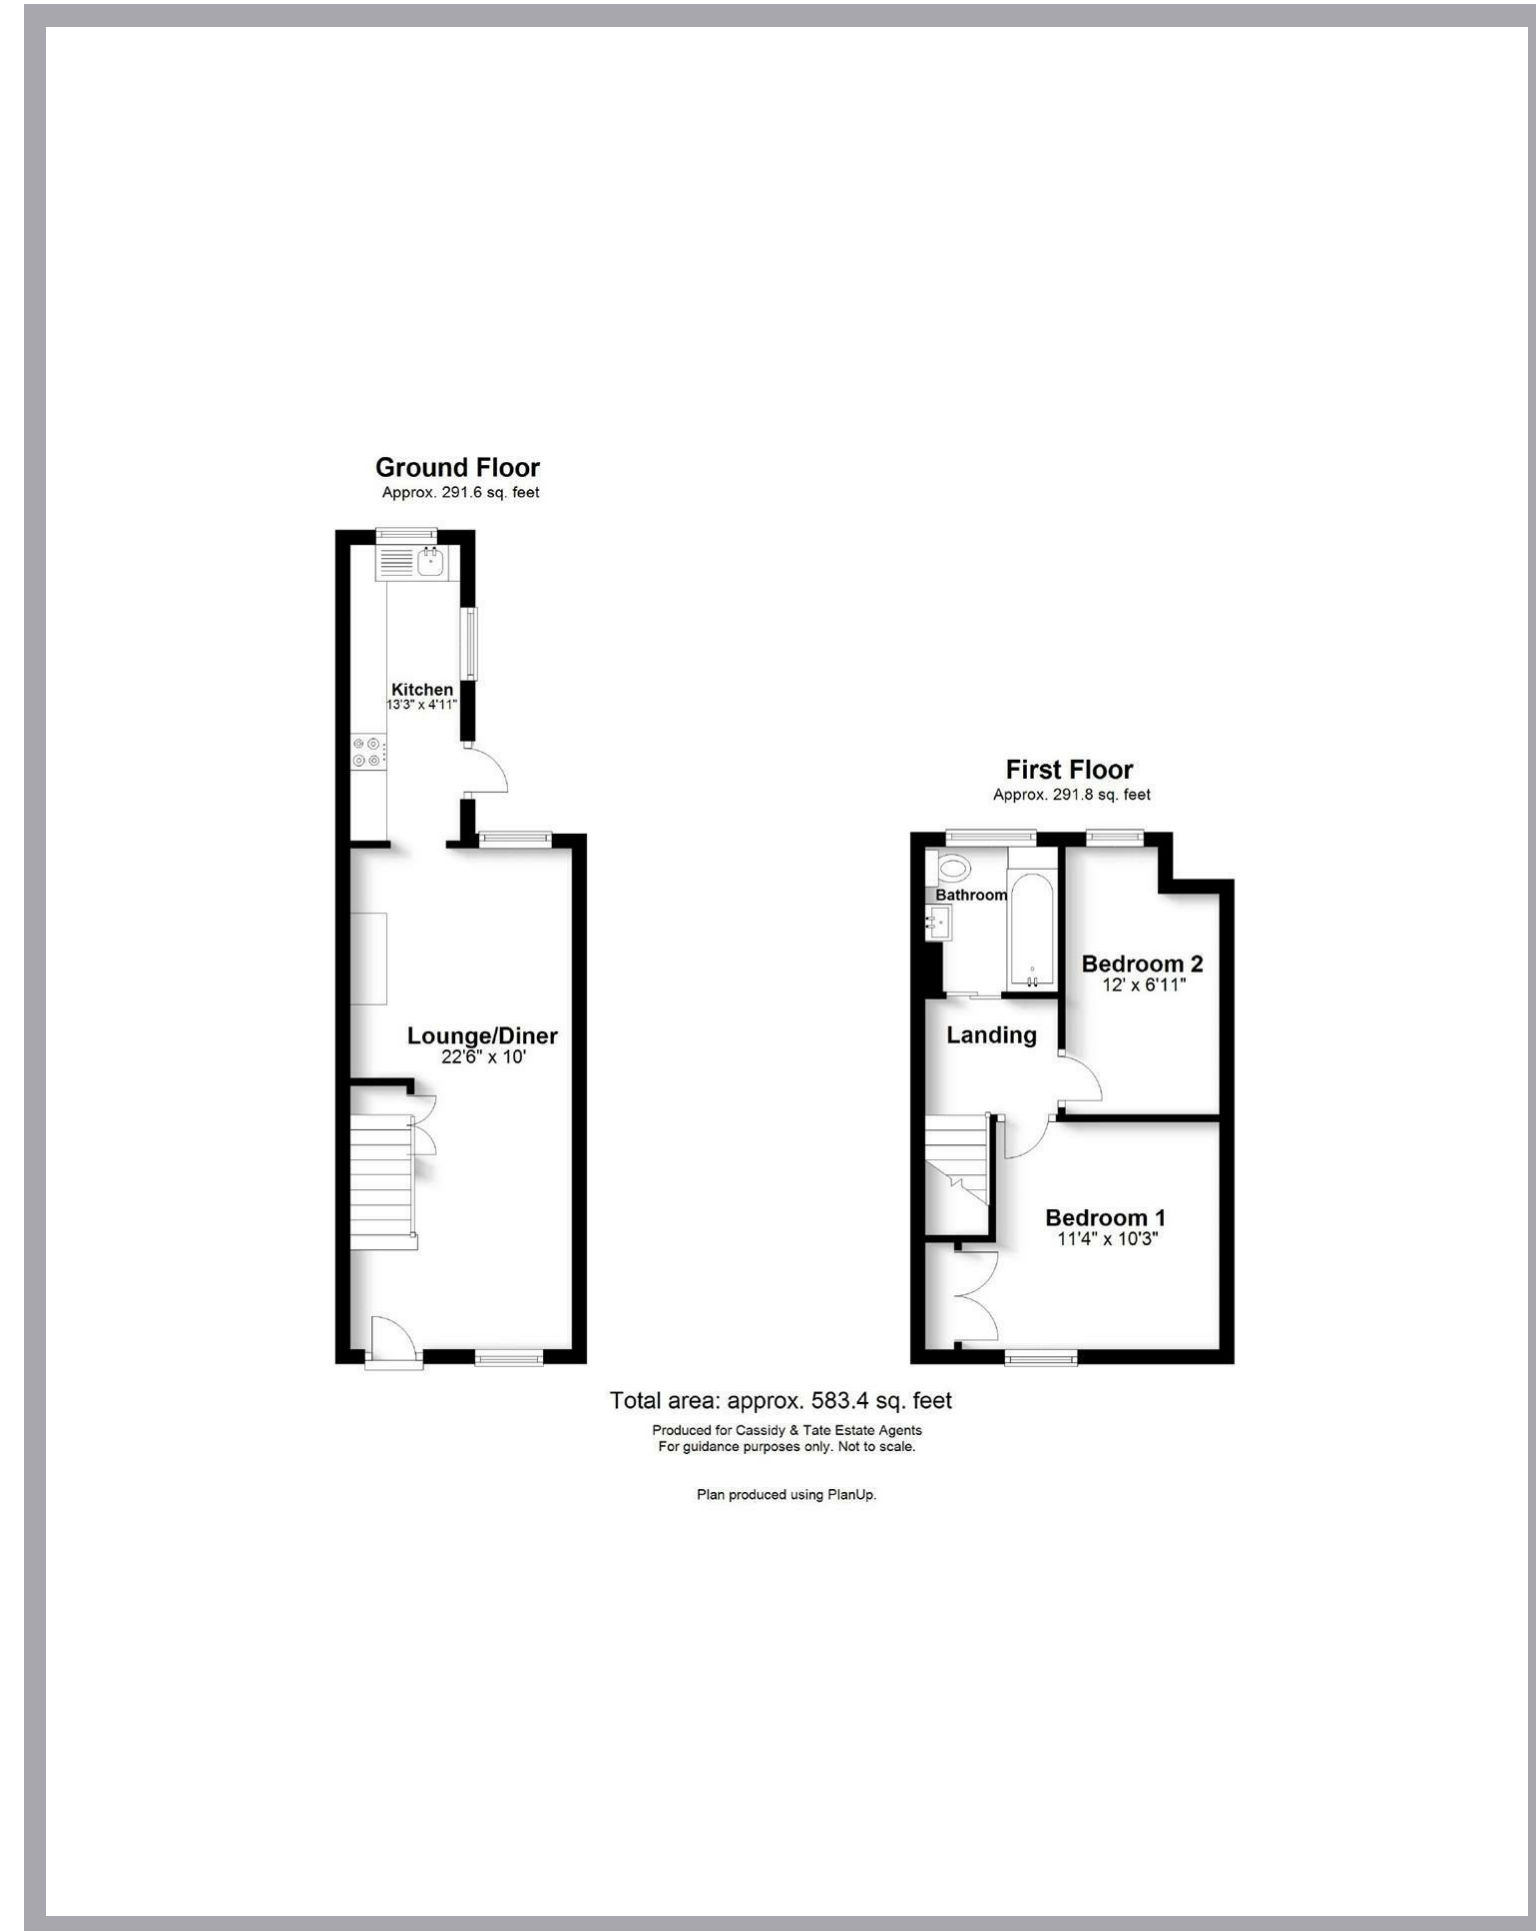 Ground Floor
Approx. 291.6 sq. feet
Kitchen
13'3" x 4'11"
Lounge/Diner
22'6" x 10'
First Floor
Approx. 291.8 sq. feet
Bathroom
Bedroom 2
12' x 6'11"
Landing
Bedroom 1
11'4" x 10'3"
Total area: approx. 583.4 sq. feet
Produced for Cassidy & Tate Estate Agents
For guidance purposes only. Not to scale.
Plan produced using PlanUp.